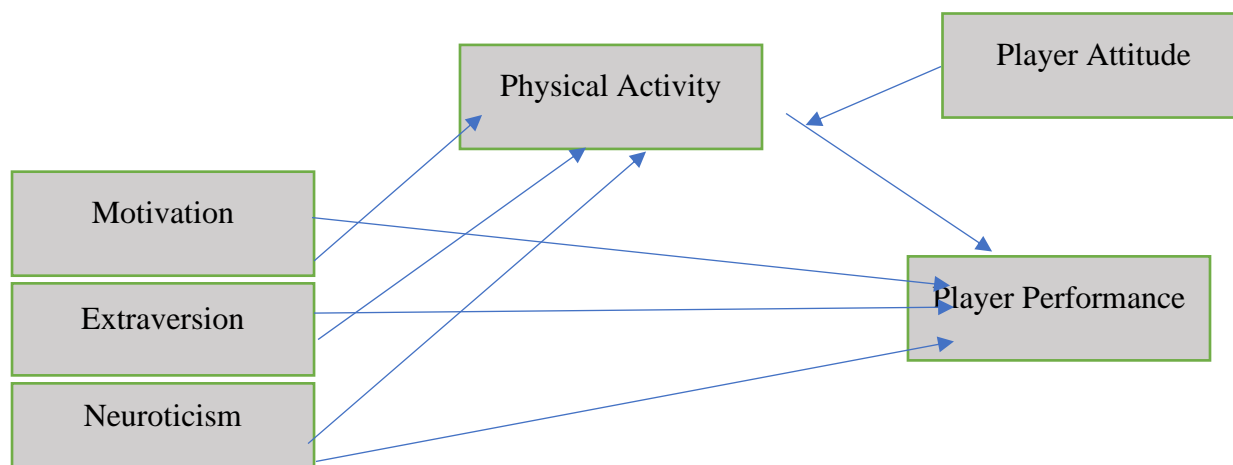 Player Attitude
Physical Activity
Motivation
Player Performance
Extraversion
Neuroticism